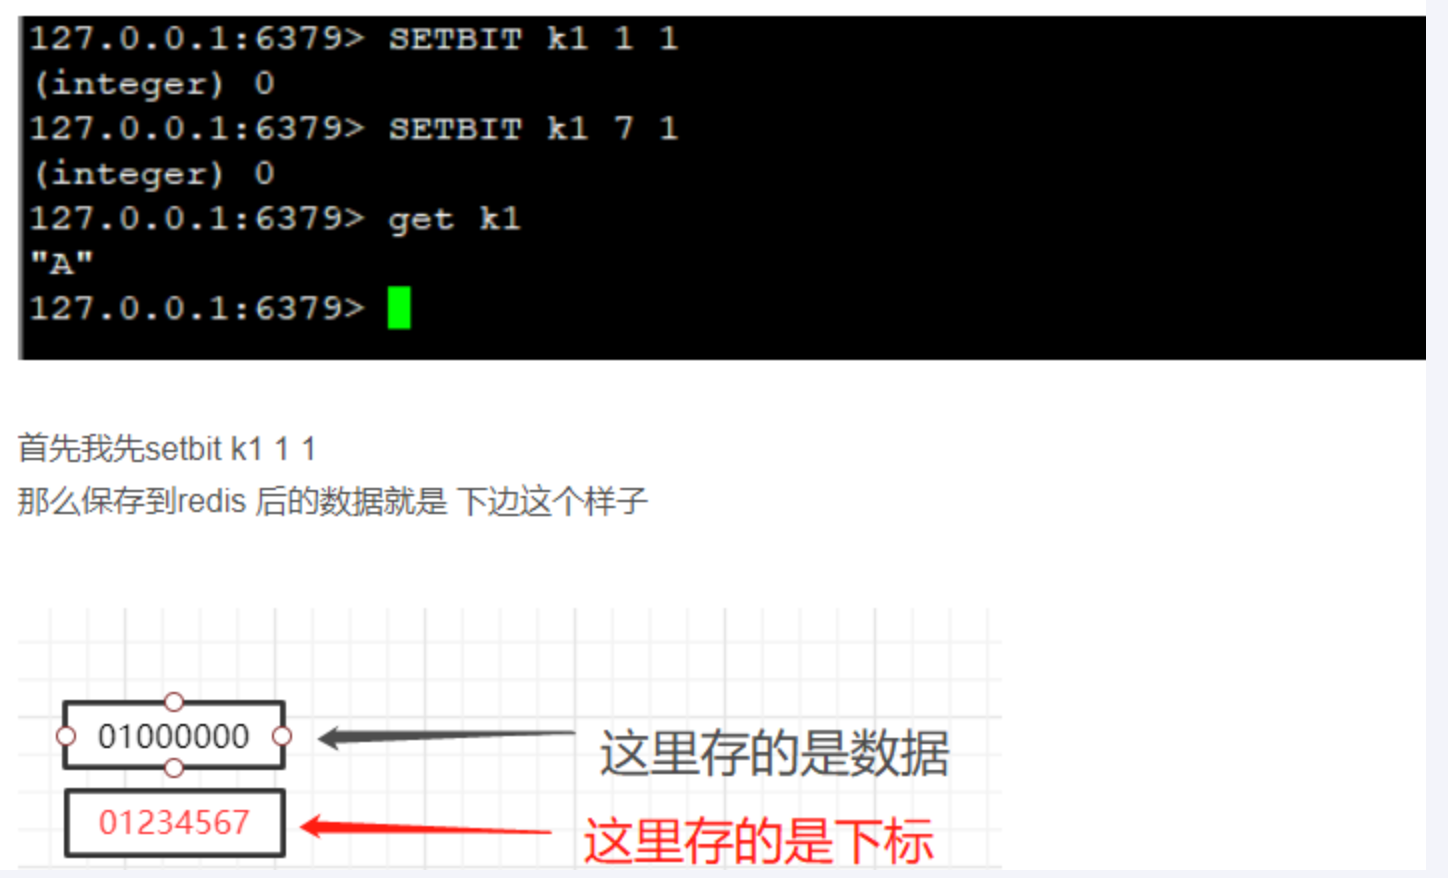 127.0.0.1:6379> SETBIT k1 1 1
(integer) 0
127.0.0.1:6379> SETBIT k1 7 1
(integer) 0
127.0.0.1:6379> get k1
"A"
127.0.0.1:6379>
首先我先setbit k1 1 1
那么保存到redis 后的数据就是 下边这个样子
01000000
这里存的是数据
01234567
这里存的是下标